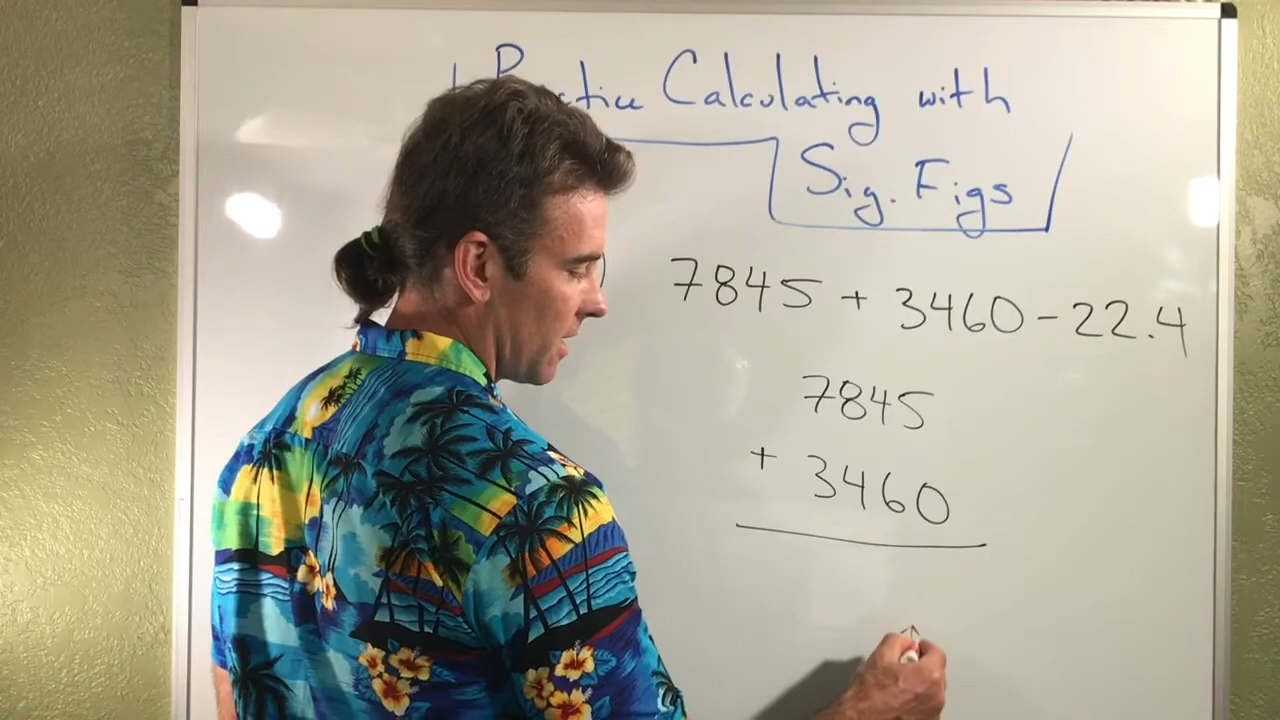 Calculating with
Sig. Figs
) 7845 + 3460 - 22.4
7845
+ 3460